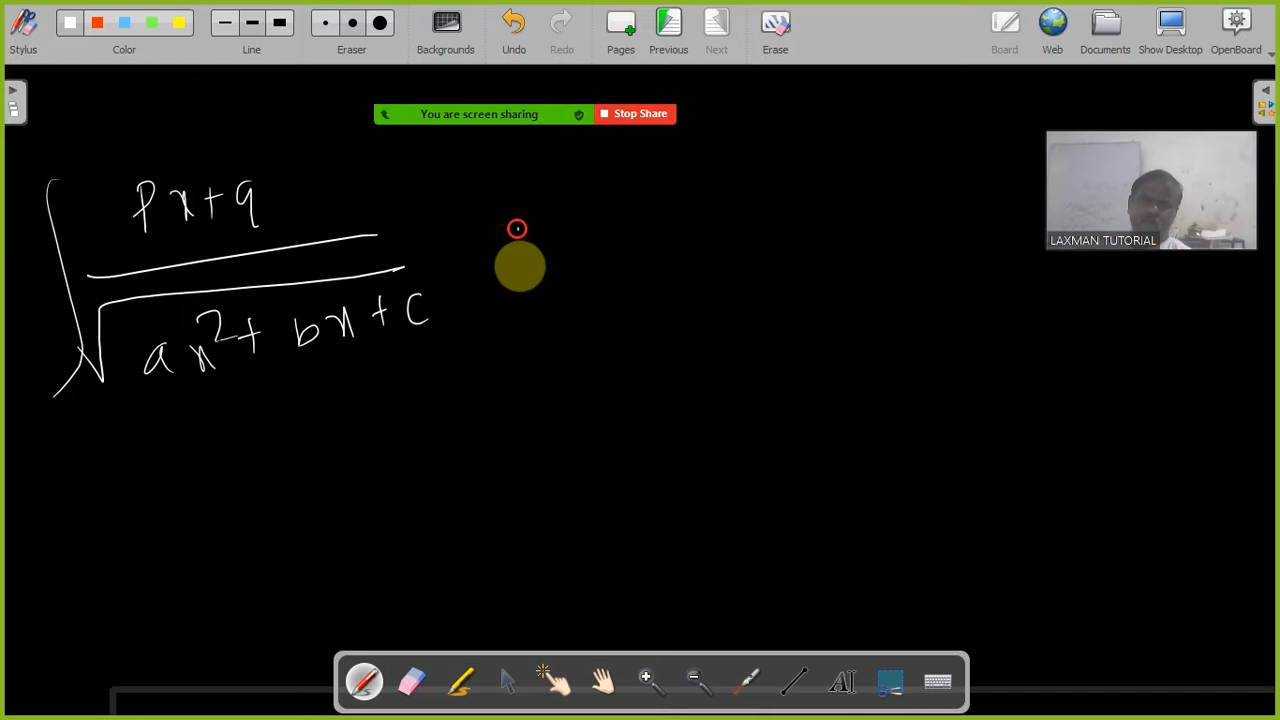 Stylus Color Line Eraser Backgrounds Undo Redo Pages Previous Next Erase Board Web Documents Show Desktop OpenBoard
You are screen sharing Stop Share
∫ px+q
√ ax²+ bx+c
LAXMAN TUTORIAL
AI